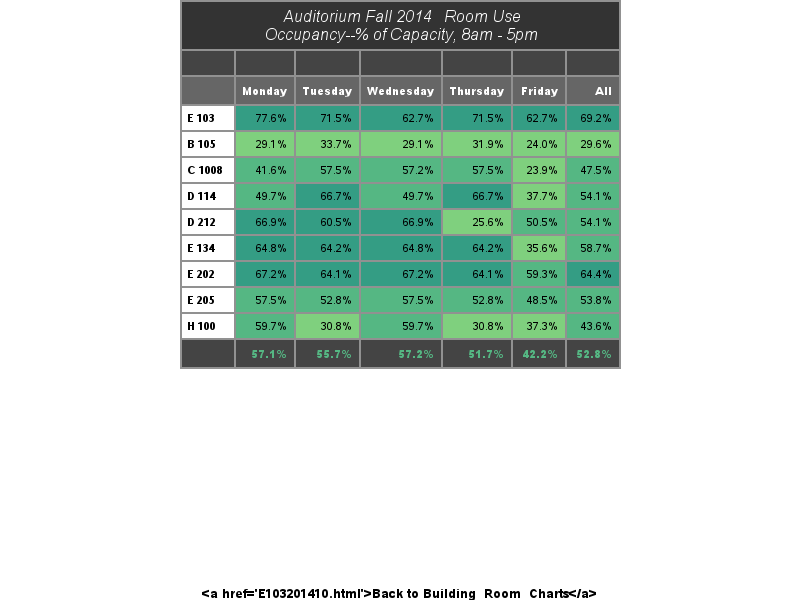 Auditorium Fall 2014 Room Use
Occupancy--% of Capacity, 8am - 5pm
Monday Tuesday Wednesday Thursday Friday All
E 103 77.6% 71.5% 62.7% 71.5% 62.7% 69.2%
B 105 29.1% 33.7% 29.1% 31.9% 24.0% 29.6%
C 1008 41.6% 57.5% 57.2% 57.5% 23.9% 47.5%
D 114 49.7% 66.7% 49.7% 66.7% 37.7% 54.1%
D 212 66.9% 60.5% 66.9% 25.6% 50.5% 54.1%
E 134 64.8% 64.2% 64.8% 64.2% 35.6% 58.7%
E 202 67.2% 64.1% 67.2% 64.1% 59.3% 64.4%
E 205 57.5% 52.8% 57.5% 52.8% 48.5% 53.8%
H 100 59.7% 30.8% 59.7% 30.8% 37.3% 43.6%
57.1% 55.7% 57.2% 51.7% 42.2% 52.8%
<a href='E103201410.html'>Back to Building Room Charts</a>